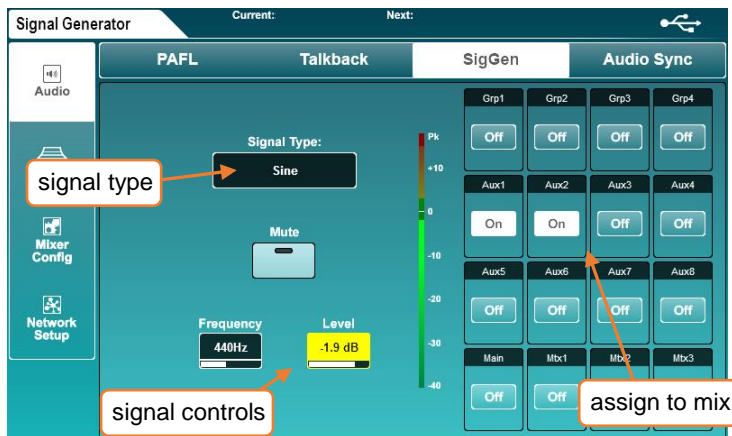 Signal Generator
Current:
Next:
Audio
PAFL
Talkback
SigGen
Audio Sync
Signal Type:
Sine
signal type
Mute
Mixer
Config
Network
Setup
Frequency
Level
440Hz
-1.9 dB
signal controls
Pk
+10
0
-10
-20
-30
-40
Grp1
Grp2
Grp3
Grp4
Off
Off
Off
Off
Aux1
Aux2
Aux3
Aux4
On
On
Off
Off
Aux5
Aux6
Aux7
Aux8
Off
Off
Off
Off
Main
Mtx1
Mtx2
Mtx3
Off
Off
assign to mix